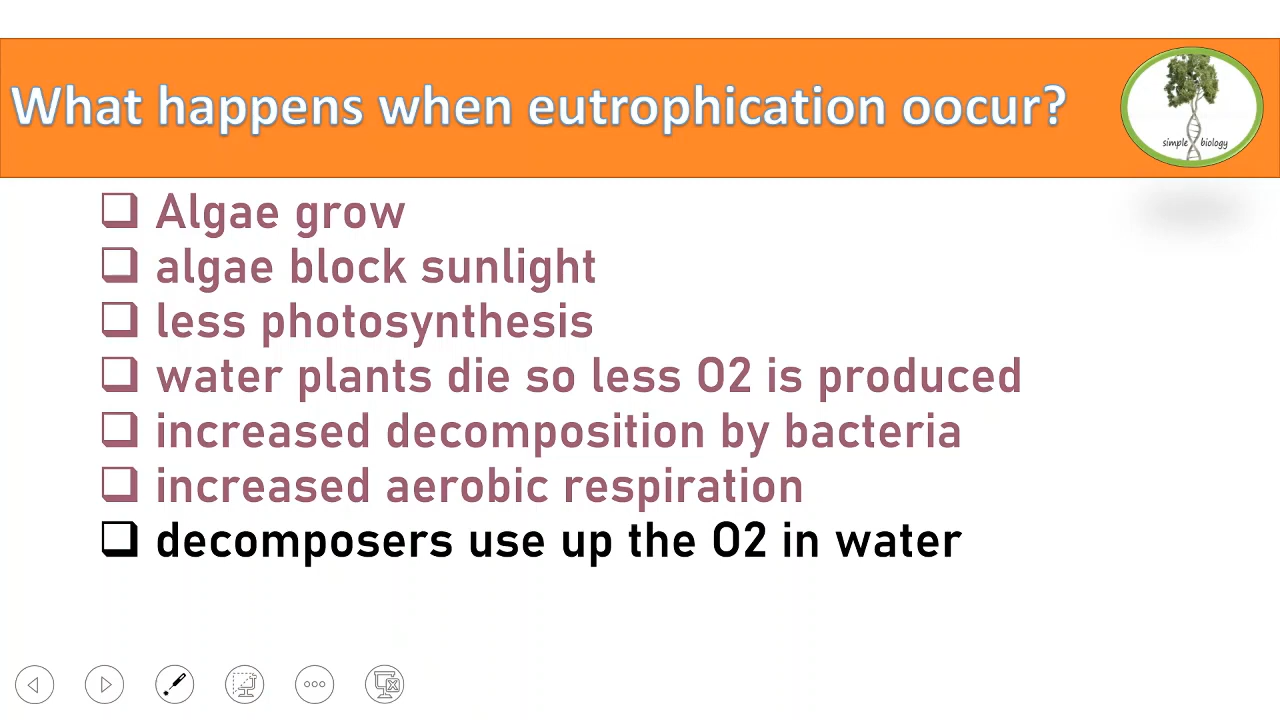 What happens when eutrophication oocur?
simple biology
Algae grow
algae block sunlight
less photosynthesis
water plants die so less O2 is produced
increased decomposition by bacteria
increased aerobic respiration
decomposers use up the O2 in water